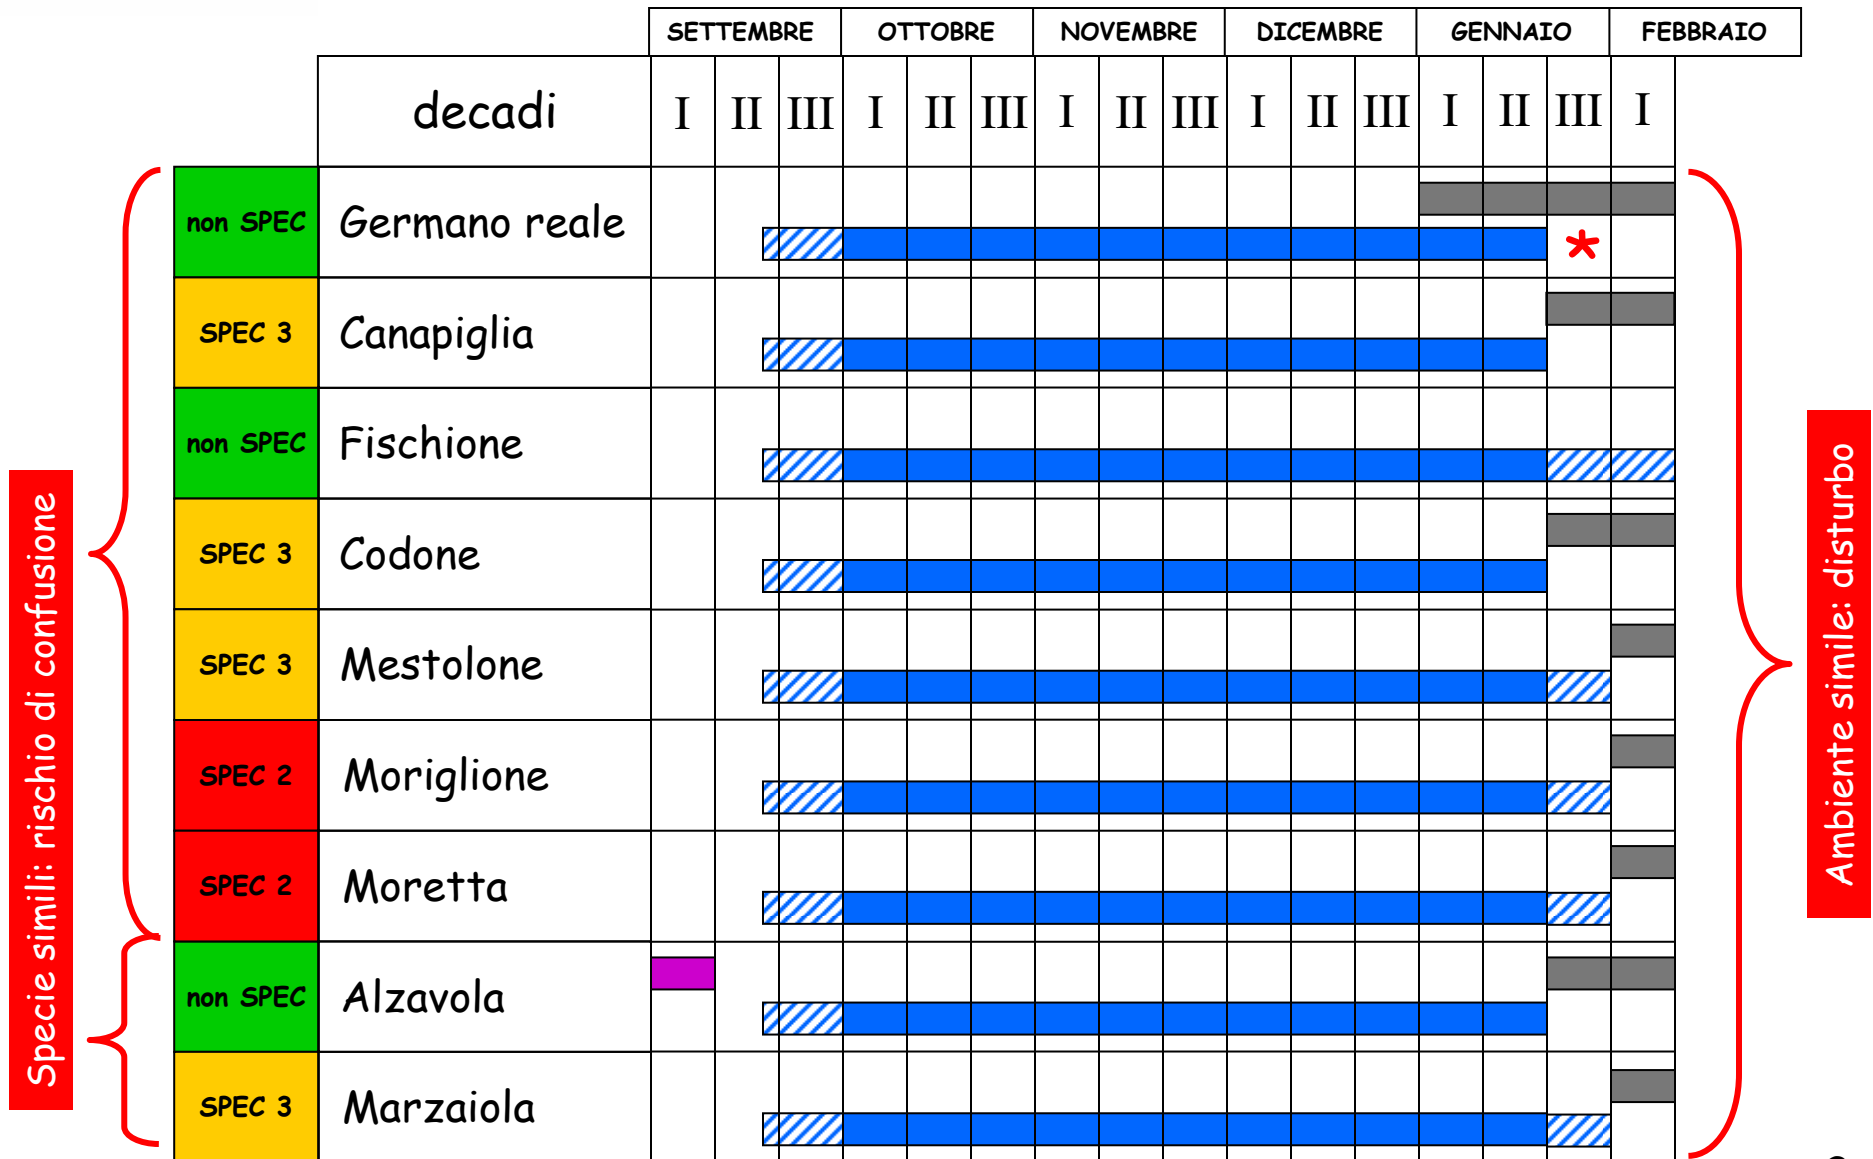 SETTEMBRE OTTOBRE NOVEMBRE DICEMBRE GENNAIO FEBBRAIO
decadi I II III I II III I II III I II III I II III I
non SPEC Germano reale
*
SPEC 3 Canapiglia
non SPEC Fischione
SPEC 3 Codone
SPEC 3 Mestolone
SPEC 2 Moriglione
SPEC 2 Moretta
non SPEC Alzavola
SPEC 3 Marzaiola
Specie simili: rischio di confusione
Ambiente simile: disturbo